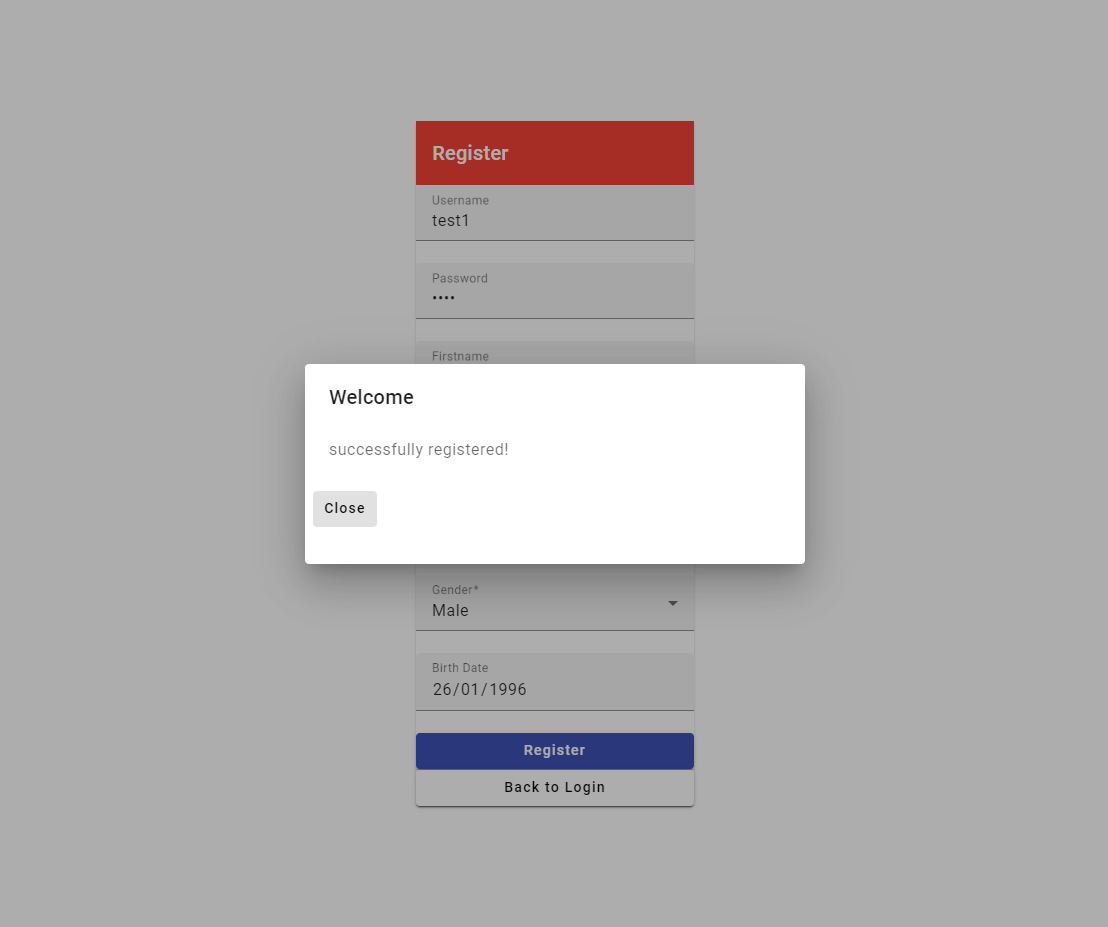 Register
Username
test1
Password
••••
Firstname
Welcome
successfully registered!
Close
Gender*
Male
Birth Date
26/01/1996
Register
Back to Login